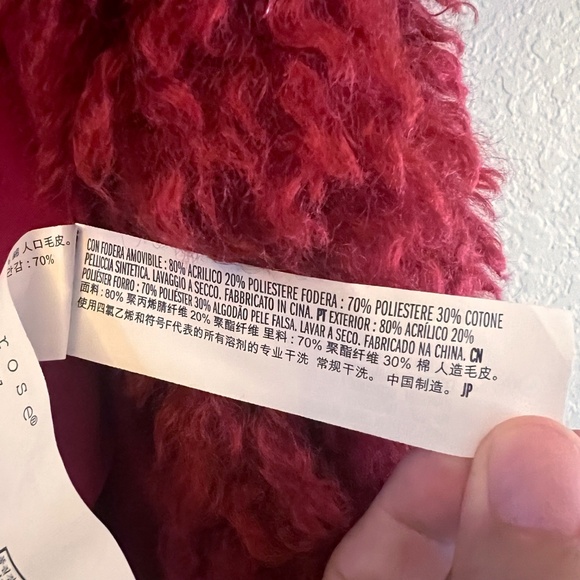 CON FODERA AMOVIBILE : 80% ACRILICO 20% POLIESTERE FODERA : 70% POLIESTERE 30% COTONE
PELLICCIA SINTETICA. LAVAGGIO A SECCO. FABBRICATO IN CINA. PT EXTERIOR : 80% ACRÍLICO 20%
POLIÉSTER FORRO : 70% POLIÉSTER 30% ALGODÃO PELE FALSA. LAVAR A SECO. FABRICADO NA CHINA. CN
面料 : 80% 聚丙烯腈纤维 20% 聚酯纤维 里料 : 70% 聚酯纤维 30% 棉 人造毛皮。
使用四氯乙烯和符号F代表的所有溶剂的专业干洗 常规干洗。 中国制造。 JP
棉 人口毛皮。
안감 : 70%
rose®